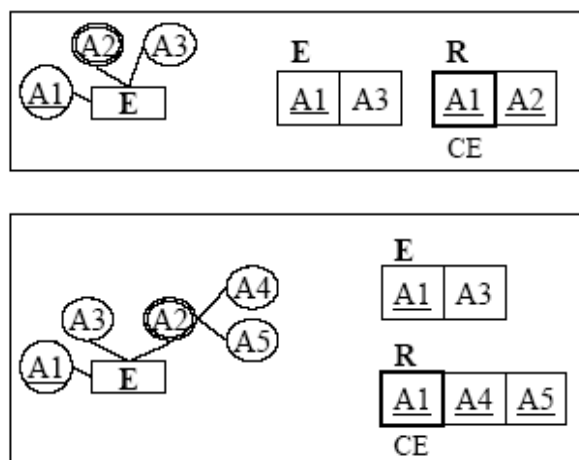 A2 A3 E R
A1 E A1 A3 A1 A2
CE
E
A4 A1 A3
A3 A2
A5 R
A1 E A1 A4 A5
CE